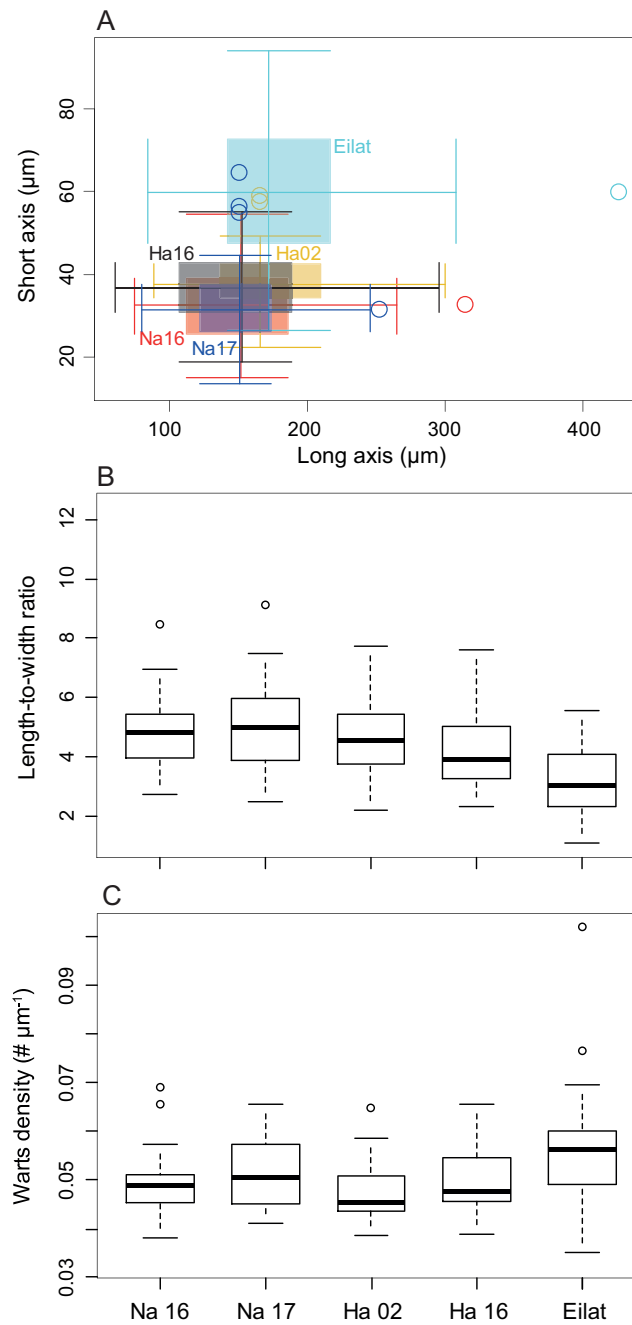 A
Short axis (µm)
80
60
40
20
Eilat
Ha16
Ha02
Na16
Na17
100
200
300
400
Long axis (µm)
B
Length-to-width ratio
12
10
8
6
4
2
C
Warts density (# µm⁻¹)
0.09
0.07
0.05
0.03
Na 16
Na 17
Ha 02
Ha 16
Eilat